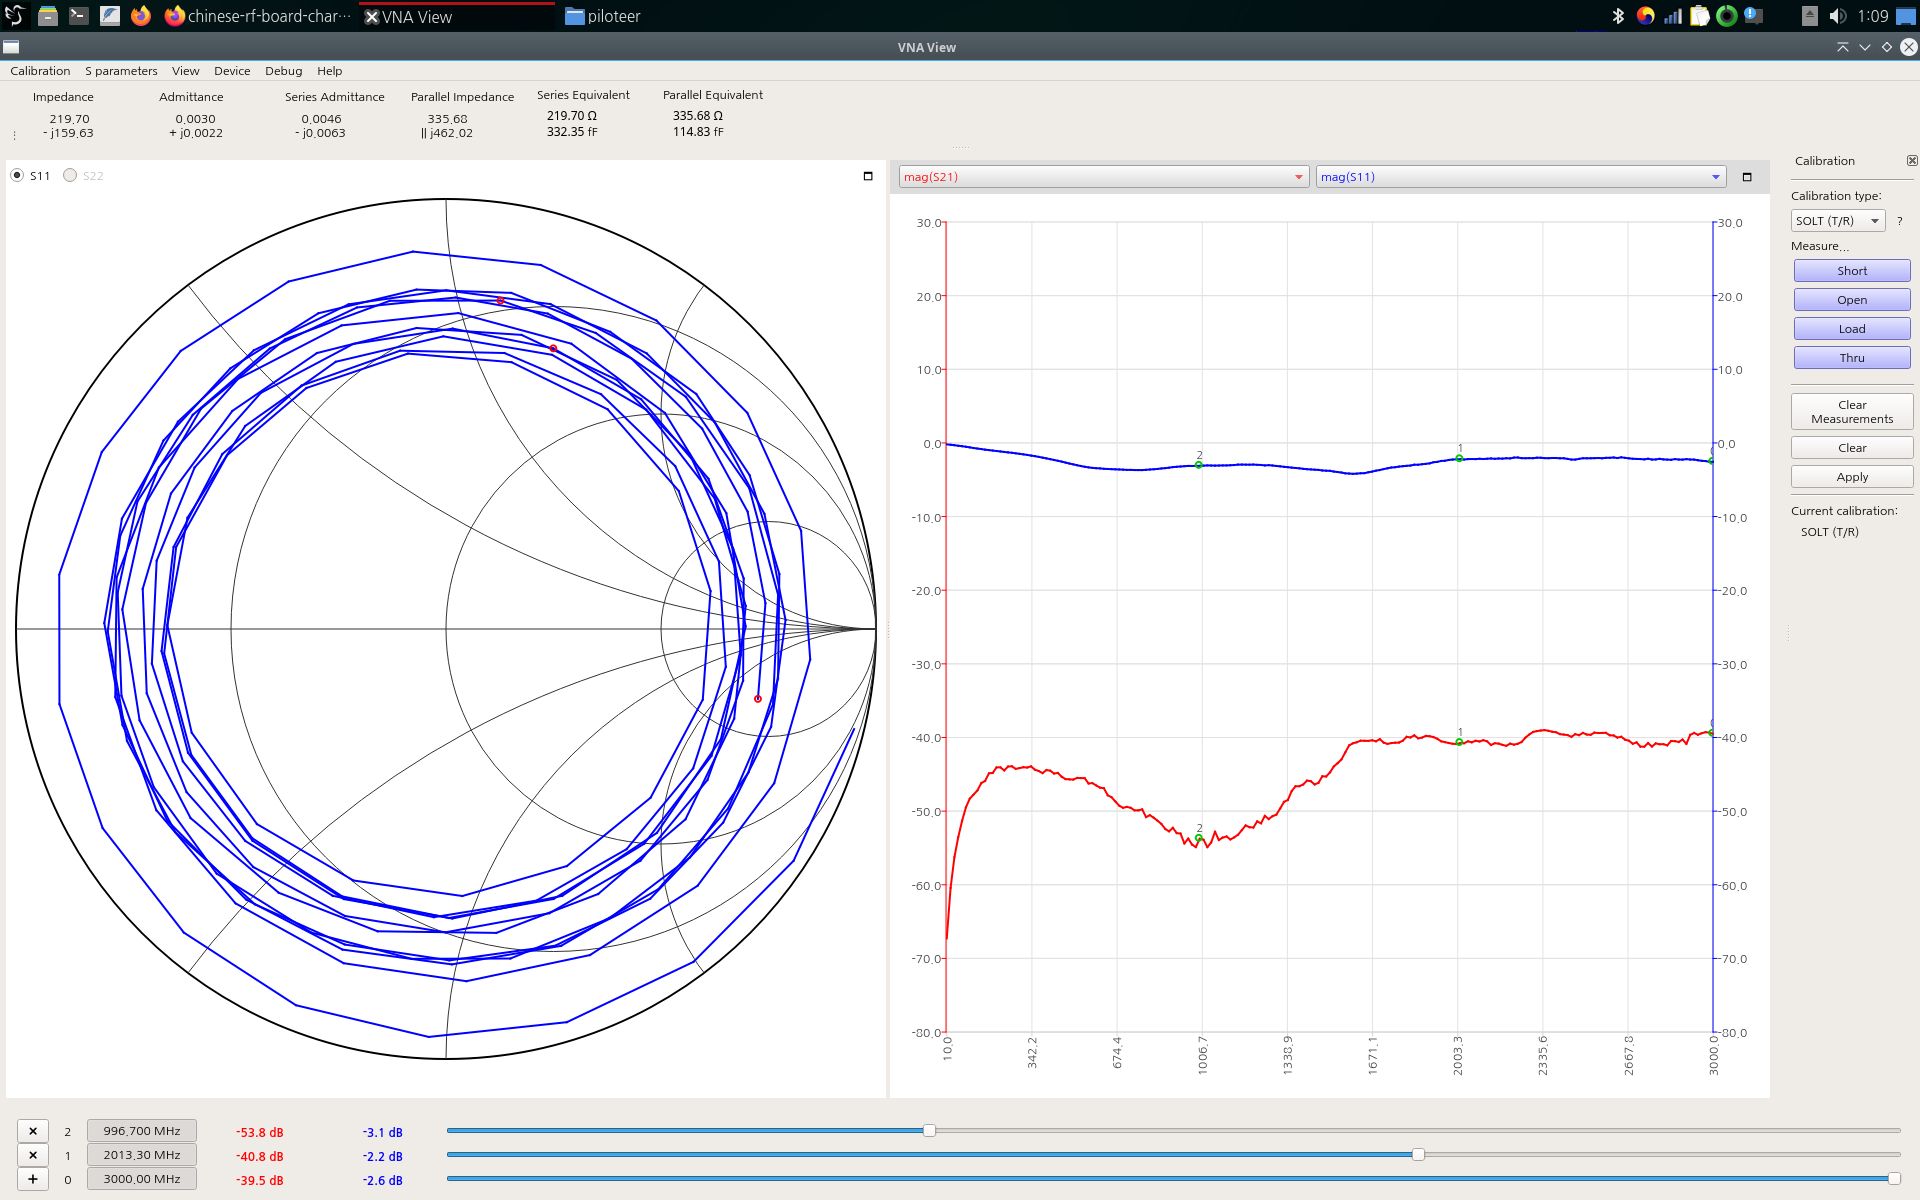 chinese-rf-board-char···
VNA View
piloteer
1:09
VNA View
Calibration S parameters View Device Debug Help
Impedance Admittance Series Admittance Parallel Impedance Series Equivalent Parallel Equivalent
219.70 0.0030 0.0046 335.68 219.70 Ω 335.68 Ω
- j159.63 + j0.0022 - j0.0063 || j462.02 332.35 fF 114.83 fF
S11 S22
mag(S21) mag(S11)
30.0 30.0
20.0 20.0
10.0 10.0
0.0 0.0
-10.0 -10.0
-20.0 -20.0
-30.0 -30.0
-40.0 -40.0
-50.0 -50.0
-60.0 -60.0
-70.0 -70.0
-80.0 -80.0
2 1
1
2
10.0 342.2 674.4 1006.7 1338.9 1671.1 2003.3 2335.6 2667.8 3000.0
Calibration
Calibration type:
SOLT (T/R) ?
Measure...
Short
Open
Load
Thru
Clear
Measurements
Clear
Apply
Current calibration:
SOLT (T/R)
× 2 996.700 MHz -53.8 dB -3.1 dB
× 1 2013.30 MHz -40.8 dB -2.2 dB
+ 0 3000.00 MHz -39.5 dB -2.6 dB